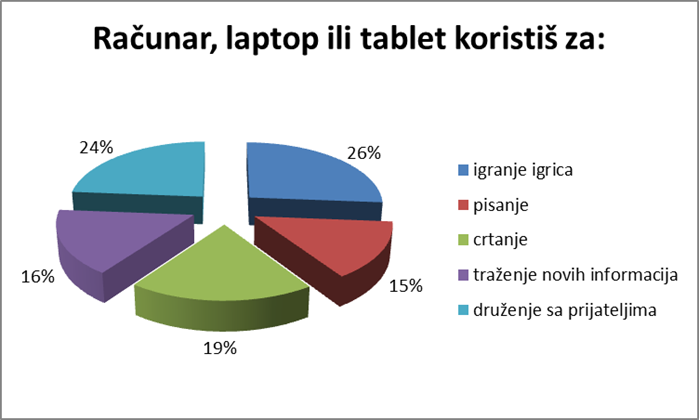 Računar, laptop ili tablet koristiš za:
24%
26%
16%
15%
19%
igranje igrica
pisanje
crtanje
traženje novih informacija
druženje sa prijateljima